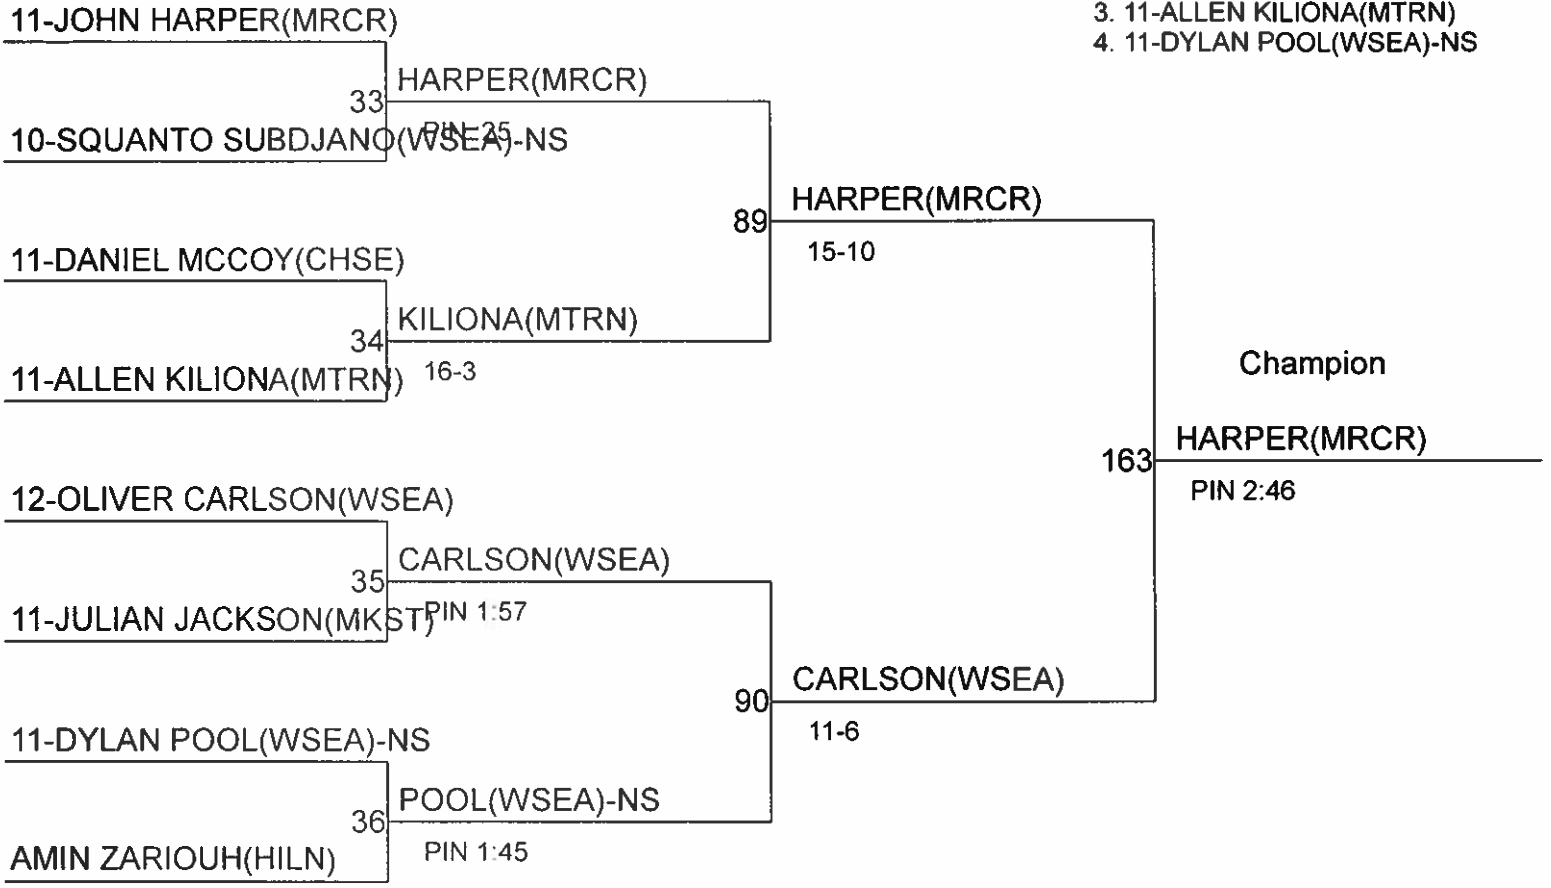 11-JOHN HARPER(MRCR)
3. 11-ALLEN KILIONA(MTRN)
4. 11-DYLAN POOL(WSEA)-NS
HARPER(MRCR)
33
PIN :25
10-SQUANTO SUBDJANO(WSEA)-NS
HARPER(MRCR)
89
15-10
11-DANIEL MCCOY(CHSE)
KILIONA(MTRN)
34
16-3
11-ALLEN KILIONA(MTRN)
Champion
HARPER(MRCR)
163
PIN 2:46
12-OLIVER CARLSON(WSEA)
CARLSON(WSEA)
35
PIN 1:57
11-JULIAN JACKSON(MKST)
CARLSON(WSEA)
90
11-6
11-DYLAN POOL(WSEA)-NS
POOL(WSEA)-NS
36
PIN 1:45
AMIN ZARIOUH(HILN)